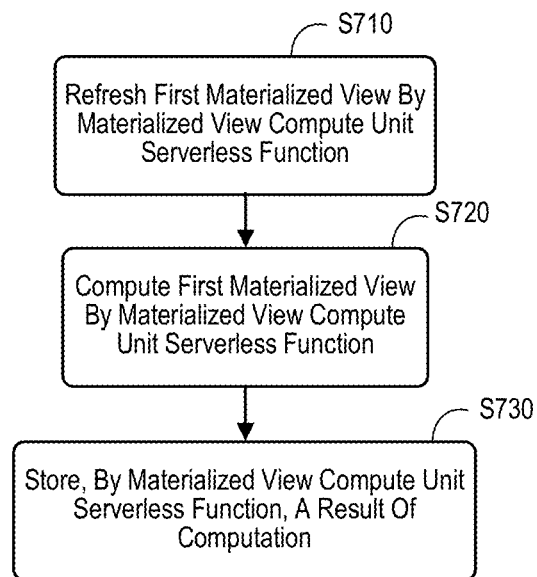 S710
Refresh First Materialized View By
Materialized View Compute Unit
Serverless Function
S720
Compute First Materialized View
By Materialized View Compute
Unit Serverless Function
S730
Store, By Materialized View Compute Unit
Serverless Function, A Result Of
Computation